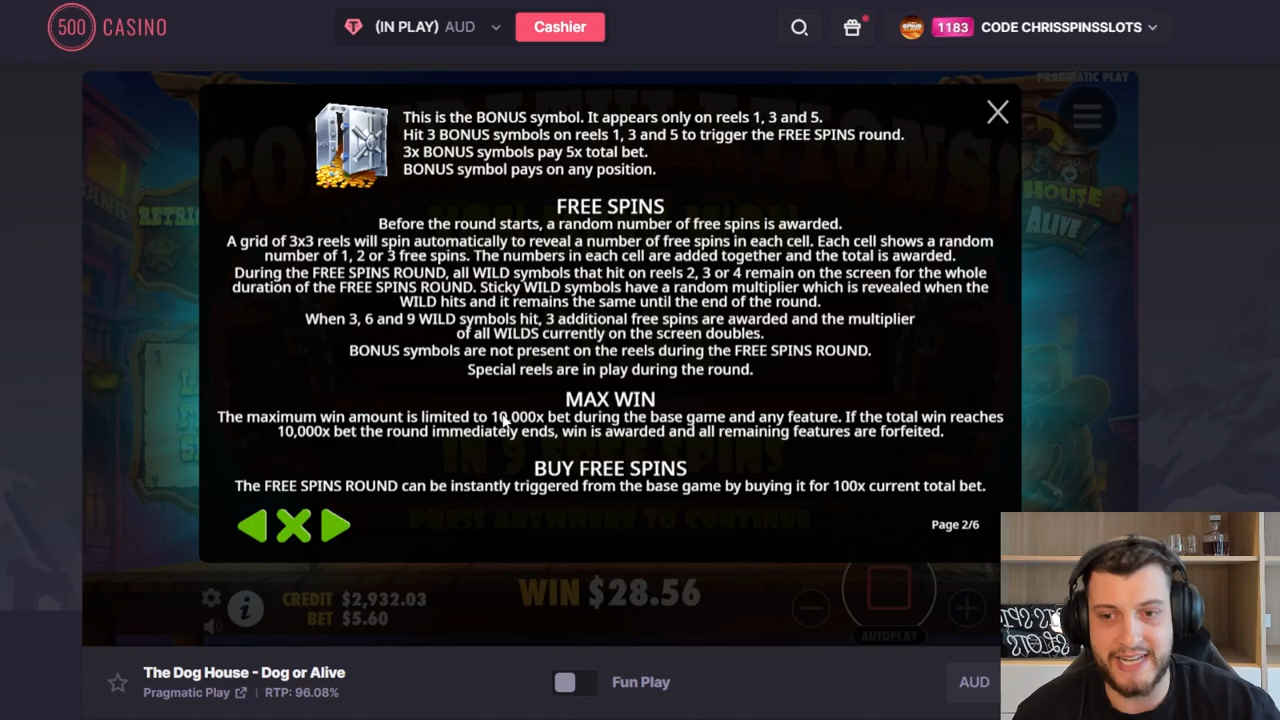 500 CASINO
(IN PLAY) AUD
Cashier
1183
CODE CHRISSPINSSLOTS
PRAGMATIC PLAY
This is the BONUS symbol. It appears only on reels 1, 3 and 5.
Hit 3 BONUS symbols on reels 1, 3 and 5 to trigger the FREE SPINS round.
3x BONUS symbols pay 5x total bet.
BONUS symbol pays on any position.
FREE SPINS
Before the round starts, a random number of free spins is awarded.
A grid of 3x3 reels will spin automatically to reveal a number of free spins in each cell. Each cell shows a random
number of 1, 2 or 3 free spins. The numbers in each cell are added together and the total is awarded.
During the FREE SPINS ROUND, all WILD symbols that hit on reels 2, 3 or 4 remain on the screen for the whole
duration of the FREE SPINS ROUND. Sticky WILD symbols have a random multiplier which is revealed when the
WILD hits and it remains the same until the end of the round.
When 3, 6 and 9 WILD symbols hit, 3 additional free spins are awarded and the multiplier
of all WILDS currently on the screen doubles.
BONUS symbols are not present on the reels during the FREE SPINS ROUND.
Special reels are in play during the round.
MAX WIN
The maximum win amount is limited to 10,000x bet during the base game and any feature. If the total win reaches
10,000x bet the round immediately ends, win is awarded and all remaining features are forfeited.
BUY FREE SPINS
The FREE SPINS ROUND can be instantly triggered from the base game by buying it for 100x current total bet.
PRESS ANYWHERE TO CONTINUE
Page 2/6
HOUSE
ALIVE
CREDIT $2,932.03
BET $5.60
WIN $28.56
AUTOPLAY
The Dog House - Dog or Alive
Pragmatic Play | RTP: 96.08%
Fun Play
AUD